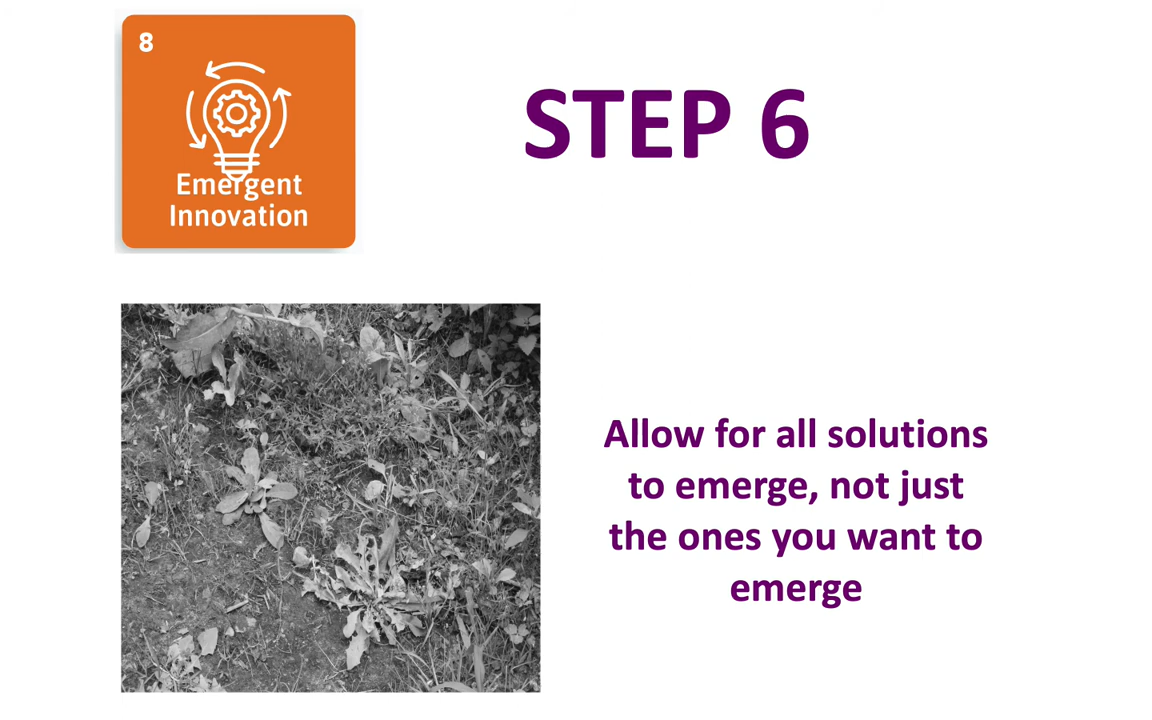 8
Emergent
Innovation
STEP 6
Allow for all solutions
to emerge, not just
the ones you want to
emerge